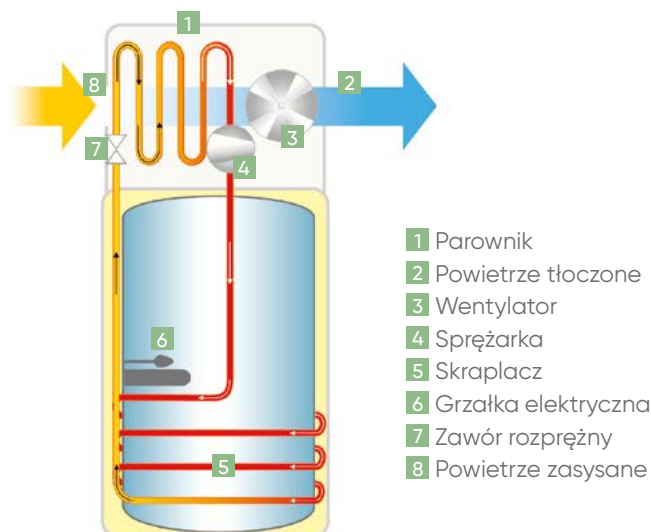 1
8
2
7
3
4
6
5
1 Parownik
2 Powietrze tłoczone
3 Wentylator
4 Sprężarka
5 Skraplacz
6 Grzałka elektryczna
7 Zawór rozprężny
8 Powietrze zasysane